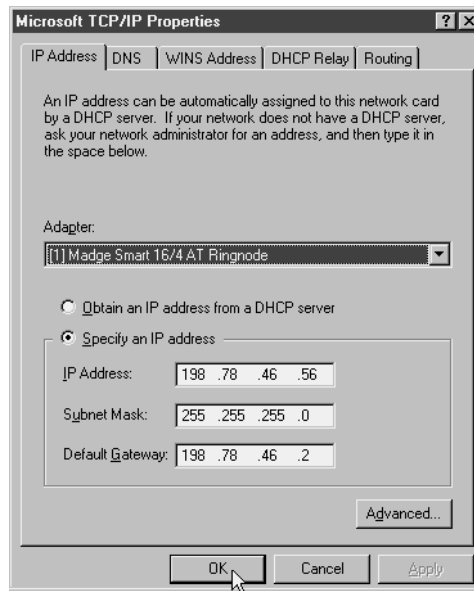 Microsoft TCP/IP Properties
IP Address DNS WINS Address DHCP Relay Routing
An IP address can be automatically assigned to this network card
by a DHCP server. If your network does not have a DHCP server,
ask your network administrator for an address, and then type it in
the space below.
Adapter:
[1] Madge Smart 16/4 AT Ringnode
Obtain an IP address from a DHCP server
Specify an IP address
IP Address: 198 .78 .46 .56
Subnet Mask: 255 .255 .255 .0
Default Gateway: 198 .78 .46 .2
Advanced...
OK Cancel Apply